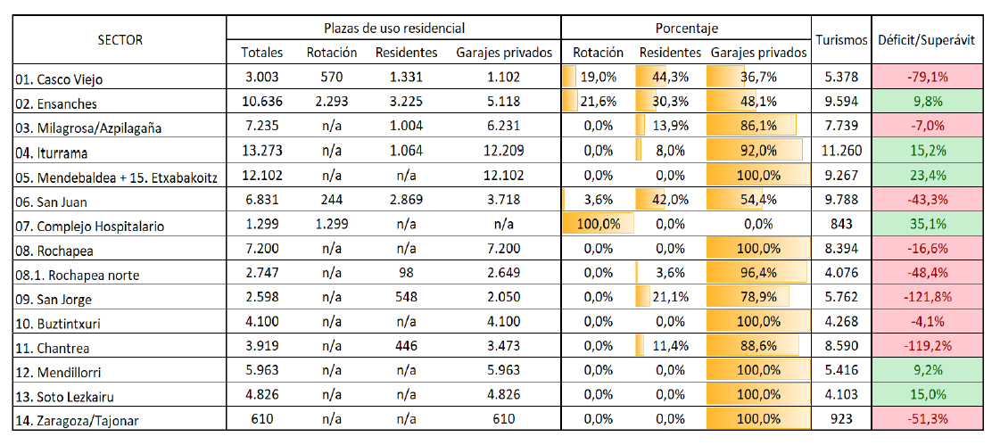 SECTOR Plazas de uso residencial Porcentaje Turismos Déficit/Superávit
Totales Rotación Residentes Garajes privados Rotación Residentes Garajes privados
01. Casco Viejo 3.003 570 1.331 1.102 19,0% 44,3% 36,7% 5.378 -79,1%
02. Ensanches 10.636 2.293 3.225 5.118 21,6% 30,3% 48,1% 9.594 9,8%
03. Milagrosa/Azpilagaña 7.235 n/a 1.004 6.231 0,0% 13,9% 86,1% 7.739 -7,0%
04. Iturrama 13.273 n/a 1.064 12.209 0,0% 8,0% 92,0% 11.260 15,2%
05. Mendebaldea + 15. Etxabakoitz 12.102 n/a n/a 12.102 0,0% 0,0% 100,0% 9.267 23,4%
06. San Juan 6.831 244 2.869 3.718 3,6% 42,0% 54,4% 9.788 -43,3%
07. Complejo Hospitalario 1.299 1.299 n/a n/a 100,0% 0,0% 0,0% 843 35,1%
08. Rochapea 7.200 n/a n/a 7.200 0,0% 0,0% 100,0% 8.394 -16,6%
08.1. Rochapea norte 2.747 n/a 98 2.649 0,0% 3,6% 96,4% 4.076 -48,4%
09. San Jorge 2.598 n/a 548 2.050 0,0% 21,1% 78,9% 5.762 -121,8%
10. Buztintxuri 4.100 n/a n/a 4.100 0,0% 0,0% 100,0% 4.268 -4,1%
11. Chantrea 3.919 n/a 446 3.473 0,0% 11,4% 88,6% 8.590 -119,2%
12. Mendillorri 5.963 n/a n/a 5.963 0,0% 0,0% 100,0% 5.416 9,2%
13. Soto Lezkairu 4.826 n/a n/a 4.826 0,0% 0,0% 100,0% 4.103 15,0%
14. Zaragoza/Tajonar 610 n/a n/a 610 0,0% 0,0% 100,0% 923 -51,3%